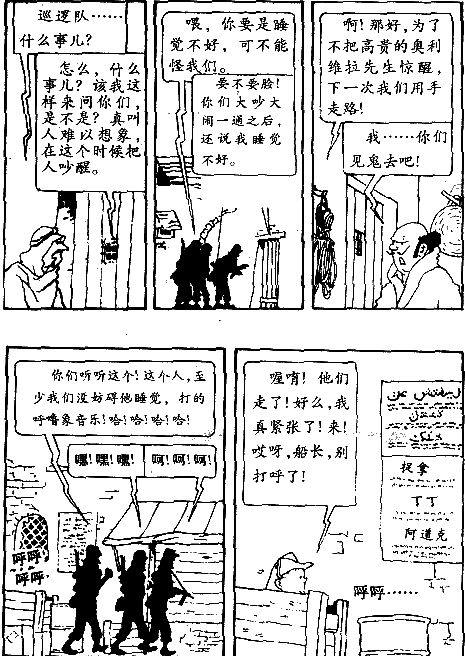 巡逻队……
什么事儿?
怎么,什么
事儿?该我这
样来问你们,
是不是?真叫
人难以想象,
在这个时候把
人吵醒。
喂,你要是睡
觉不好,可不能
怪我们。
要不要脸!
你们大吵大
闹一通之后,
还说我睡觉
不好。
啊!那好,为了
不把高贵的奥利
维拉先生惊醒,
下一次我们用手
走路!
我……你们
见鬼去吧!
你们听听这个!这个人,至
少我们没妨碍他睡觉,打的
呼噜象音乐!哈!哈!哈!哈!
嘿!嘿!嘿!
呵!呵!呵!
呼呼!
呼呼
喔唷!他们
走了!好么,我
真紧张了!来!
哎呀,船长,别
打呼了!
捉拿
丁丁
阿道克
呼呼……